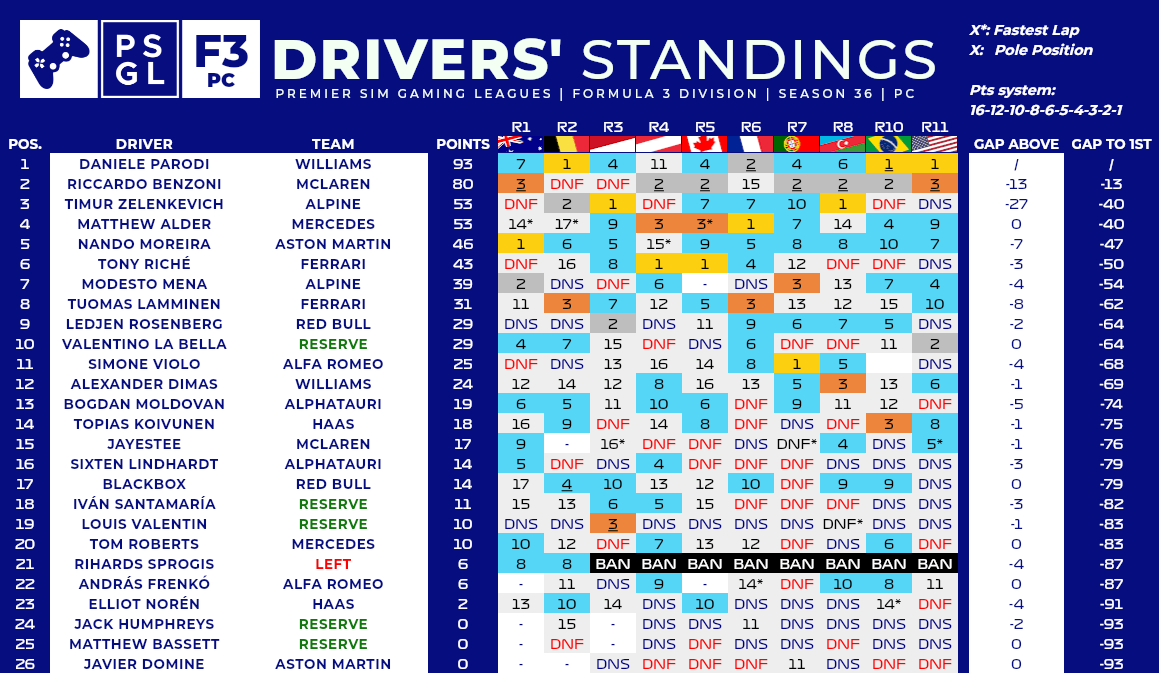 PS
GL
F3
PC
DRIVERS' STANDINGS
PREMIER SIM GAMING LEAGUES | FORMULA 3 DIVISION | SEASON 36 | PC
X*: Fastest Lap
X: Pole Position
Pts system:
16-12-10-8-6-5-4-3-2-1
R1 R2 R3 R4 R5 R6 R7 R8 R10 R11
POS. DRIVER TEAM POINTS GAP ABOVE GAP TO 1ST
1 DANIELE PARODI WILLIAMS 93 7 1 4 11 4 2 4 6 1 1 / /
2 RICCARDO BENZONI MCLAREN 80 3 DNF DNF 2 2 15 2 2 2 3 -13 -13
3 TIMUR ZELENKEVICH ALPINE 53 DNF 2 1 DNF 7 7 10 1 DNF DNS -27 -40
4 MATTHEW ALDER MERCEDES 53 14* 17* 9 3 3* 1 7 14 4 9 0 -40
5 NANDO MOREIRA ASTON MARTIN 46 1 6 5 15* 9 5 8 8 10 7 -7 -47
6 TONY RICHÉ FERRARI 43 DNF 16 8 1 1 4 12 DNF DNF DNS -3 -50
7 MODESTO MENA ALPINE 39 2 DNS DNF 6 - DNS 3 13 7 4 -4 -54
8 TUOMAS LAMMINEN FERRARI 31 11 3 7 12 5 3 13 12 15 10 -8 -62
9 LEDJEN ROSENBERG RED BULL 29 DNS DNS 2 DNS 11 9 6 7 5 DNS -2 -64
10 VALENTINO LA BELLA RESERVE 29 4 7 15 DNF DNS 6 DNF DNF 11 2 0 -64
11 SIMONE VIOLO ALFA ROMEO 25 DNF DNS 13 16 14 8 1 5 DNS -4 -68
12 ALEXANDER DIMAS WILLIAMS 24 12 14 12 8 16 13 5 3 13 6 -1 -69
13 BOGDAN MOLDOVAN ALPHATAURI 19 6 5 11 10 6 DNF 9 11 12 DNF -5 -74
14 TOPIAS KOIVUNEN HAAS 18 16 9 DNF 14 8 DNF DNS DNF 3 8 -1 -75
15 JAYESTEE MCLAREN 17 9 - 16* DNF DNF DNS DNF* 4 DNS 5* -1 -76
16 SIXTEN LINDHARDT ALPHATAURI 14 5 DNF DNS 4 DNF DNF DNF DNS DNS DNS -3 -79
17 BLACKBOX RED BULL 14 17 4 10 13 12 10 DNF 9 9 DNS 0 -79
18 IVÁN SANTAMARÍA RESERVE 11 15 13 6 5 15 DNF DNF DNF DNS DNS -3 -82
19 LOUIS VALENTIN RESERVE 10 DNS DNS 3 DNS DNS DNS DNS DNF* DNS DNS -1 -83
20 TOM ROBERTS MERCEDES 10 10 12 DNF 7 13 12 DNF DNS 6 DNF 0 -83
21 RIHARDS SPROGIS LEFT 6 8 8 BAN BAN BAN BAN BAN BAN BAN BAN -4 -87
22 ANDRÁS FRENKÓ ALFA ROMEO 6 - 11 DNS 9 - 14* DNF 10 8 11 0 -87
23 ELLIOT NORÉN HAAS 2 13 10 14 DNS 10 DNS DNS DNS 14* DNF -4 -91
24 JACK HUMPHREYS RESERVE 0 - 15 - DNS DNS 11 DNS DNS DNS DNS -2 -93
25 MATTHEW BASSETT RESERVE 0 - DNF - DNS DNF DNS DNS DNF DNS DNS 0 -93
26 JAVIER DOMINE ASTON MARTIN 0 - - DNS DNF DNF DNF 11 DNS DNF DNF 0 -93